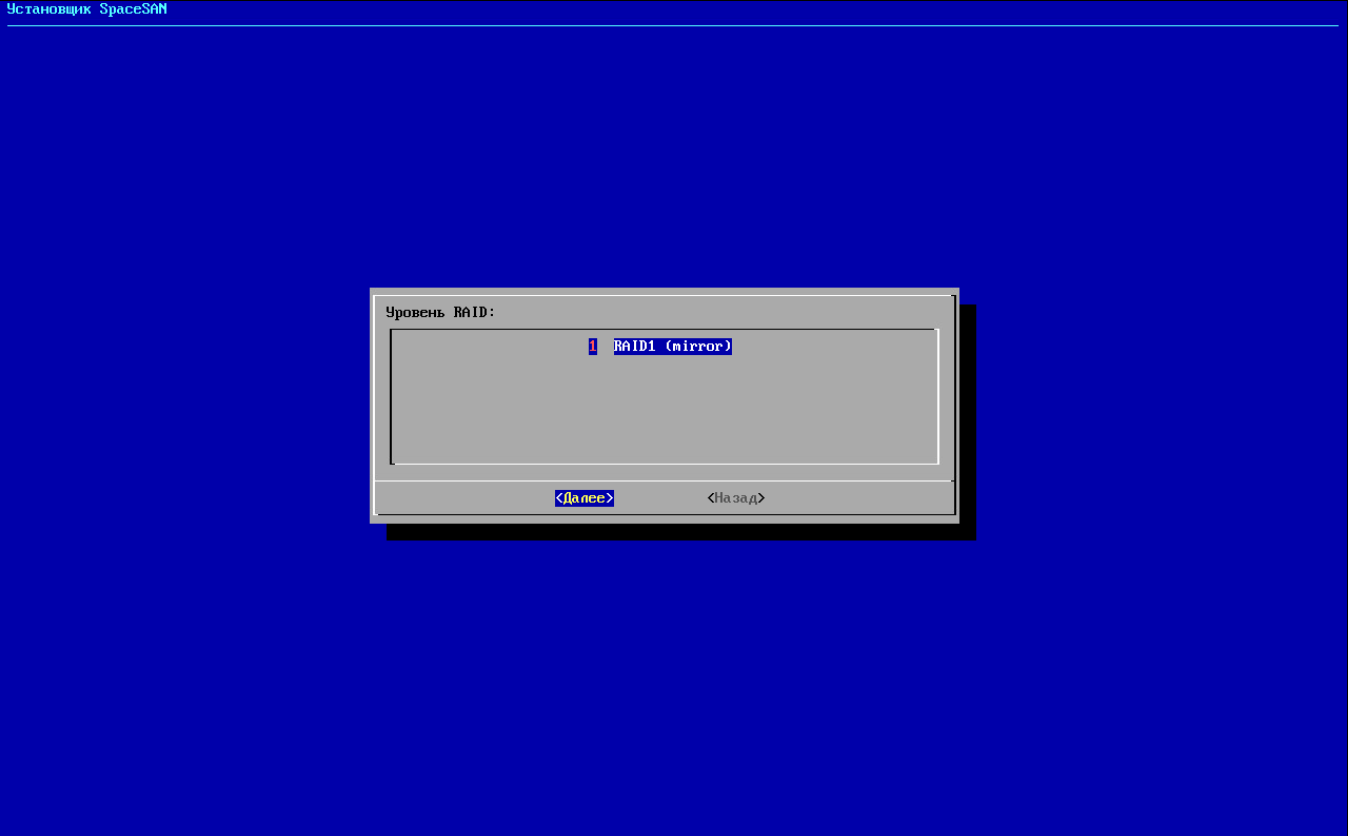 Установщик SpaceSAN
Уровень RAID:
1 RAID1 (mirror)
<Далее> <Назад>